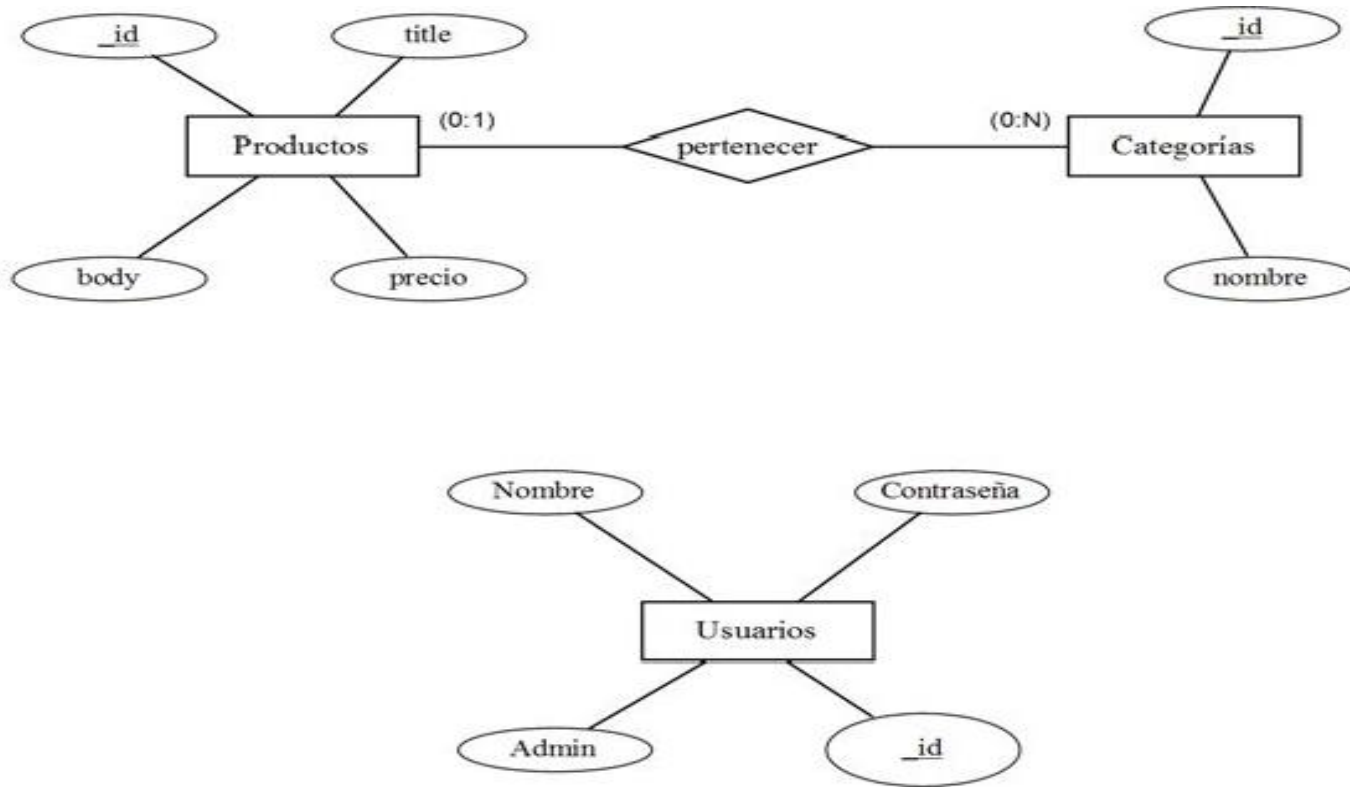 _id
title
_id
(0:1)
(0:N)
Productos
pertenecer
Categorías
body
precio
nombre
Nombre
Contraseña
Usuarios
Admin
_id